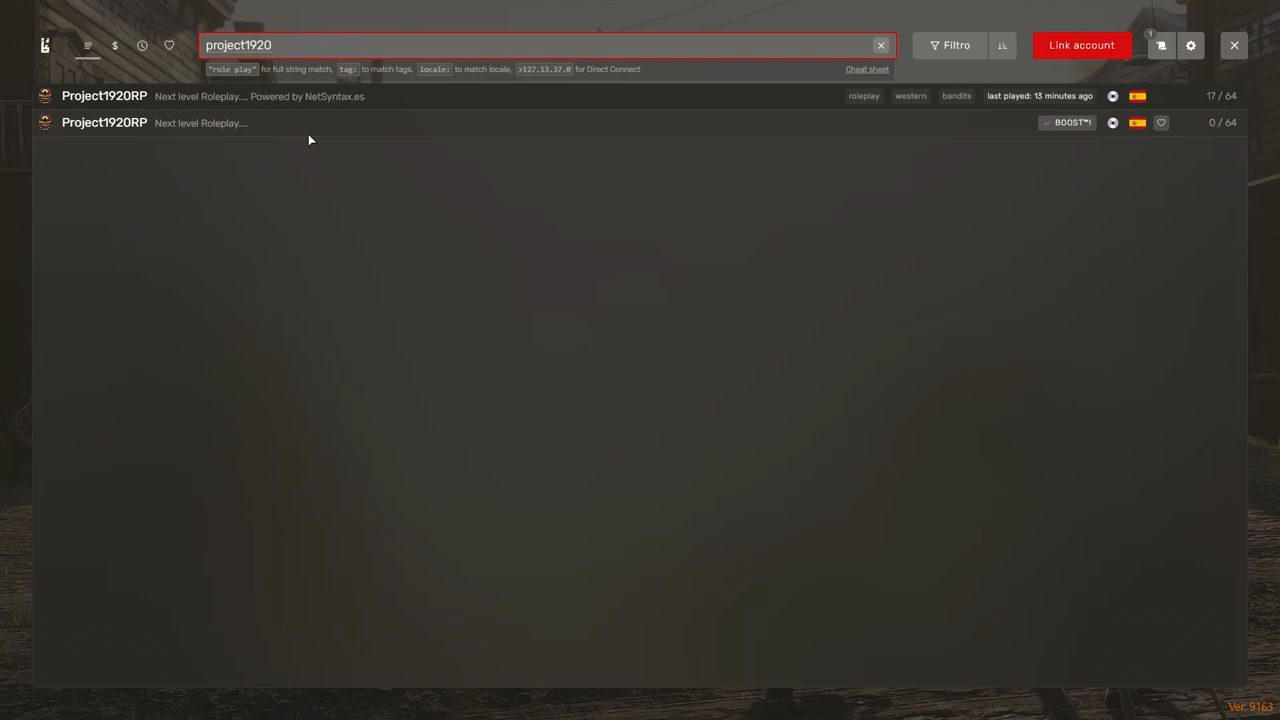 project1920
Filtro
Link account
1
"role play" for full string match, tag: to match tags, locale: to match locale, >127.13.37.0 for Direct Connect
Cheat sheet
Project1920RP Next level Roleplay..., Powered by NetSyntax.es roleplay western bandits last played: 13 minutes ago 17 / 64
Project1920RP Next level Roleplay.... BOOST™! 0 / 64
Ver. 9163